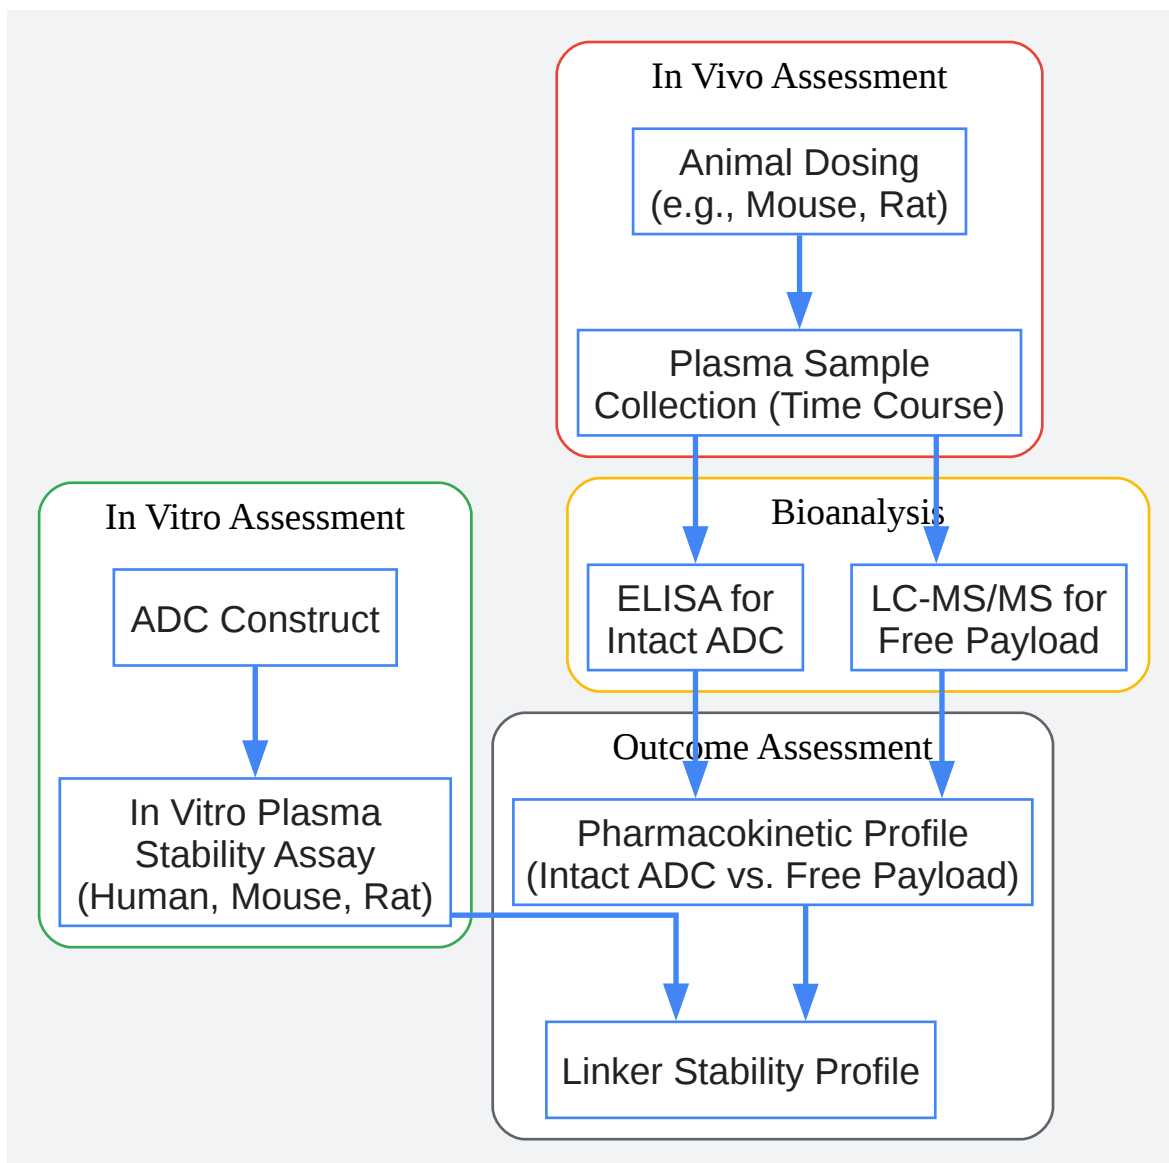 In Vivo Assessment
Animal Dosing
(e.g., Mouse, Rat)
Plasma Sample
Collection (Time Course)
In Vitro Assessment
ADC Construct
In Vitro Plasma
Stability Assay
(Human, Mouse, Rat)
Bioanalysis
ELISA for
Intact ADC
LC-MS/MS for
Free Payload
Outcome Assessment
Pharmacokinetic Profile
(Intact ADC vs. Free Payload)
Linker Stability Profile